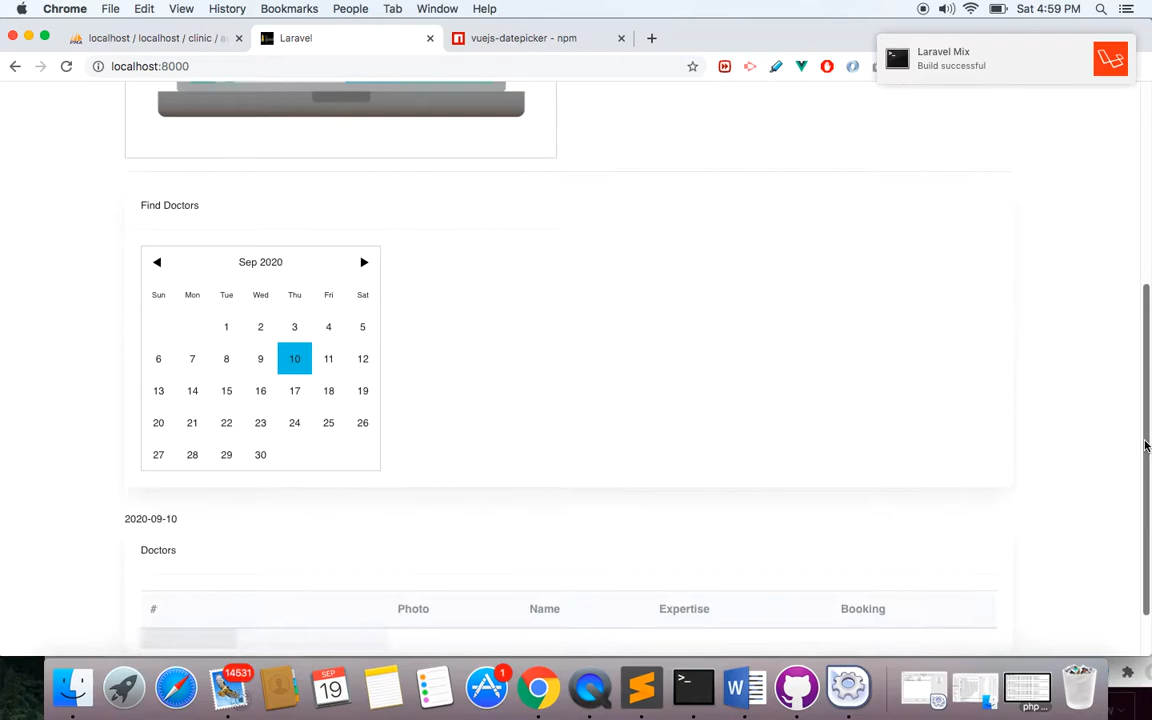 Chrome File Edit View History Bookmarks People Tab Window Help Sat 4:59 PM
localhost / localhost / clinic / a
Laravel
vuejs-datepicker - npm
localhost:8000
Laravel Mix
Build successful
Find Doctors
Sep 2020
Sun Mon Tue Wed Thu Fri Sat
1 2 3 4 5
6 7 8 9 10 11 12
13 14 15 16 17 18 19
20 21 22 23 24 25 26
27 28 29 30
2020-09-10
Doctors
# Photo Name Expertise Booking
14531
SEP
19
1
php ...